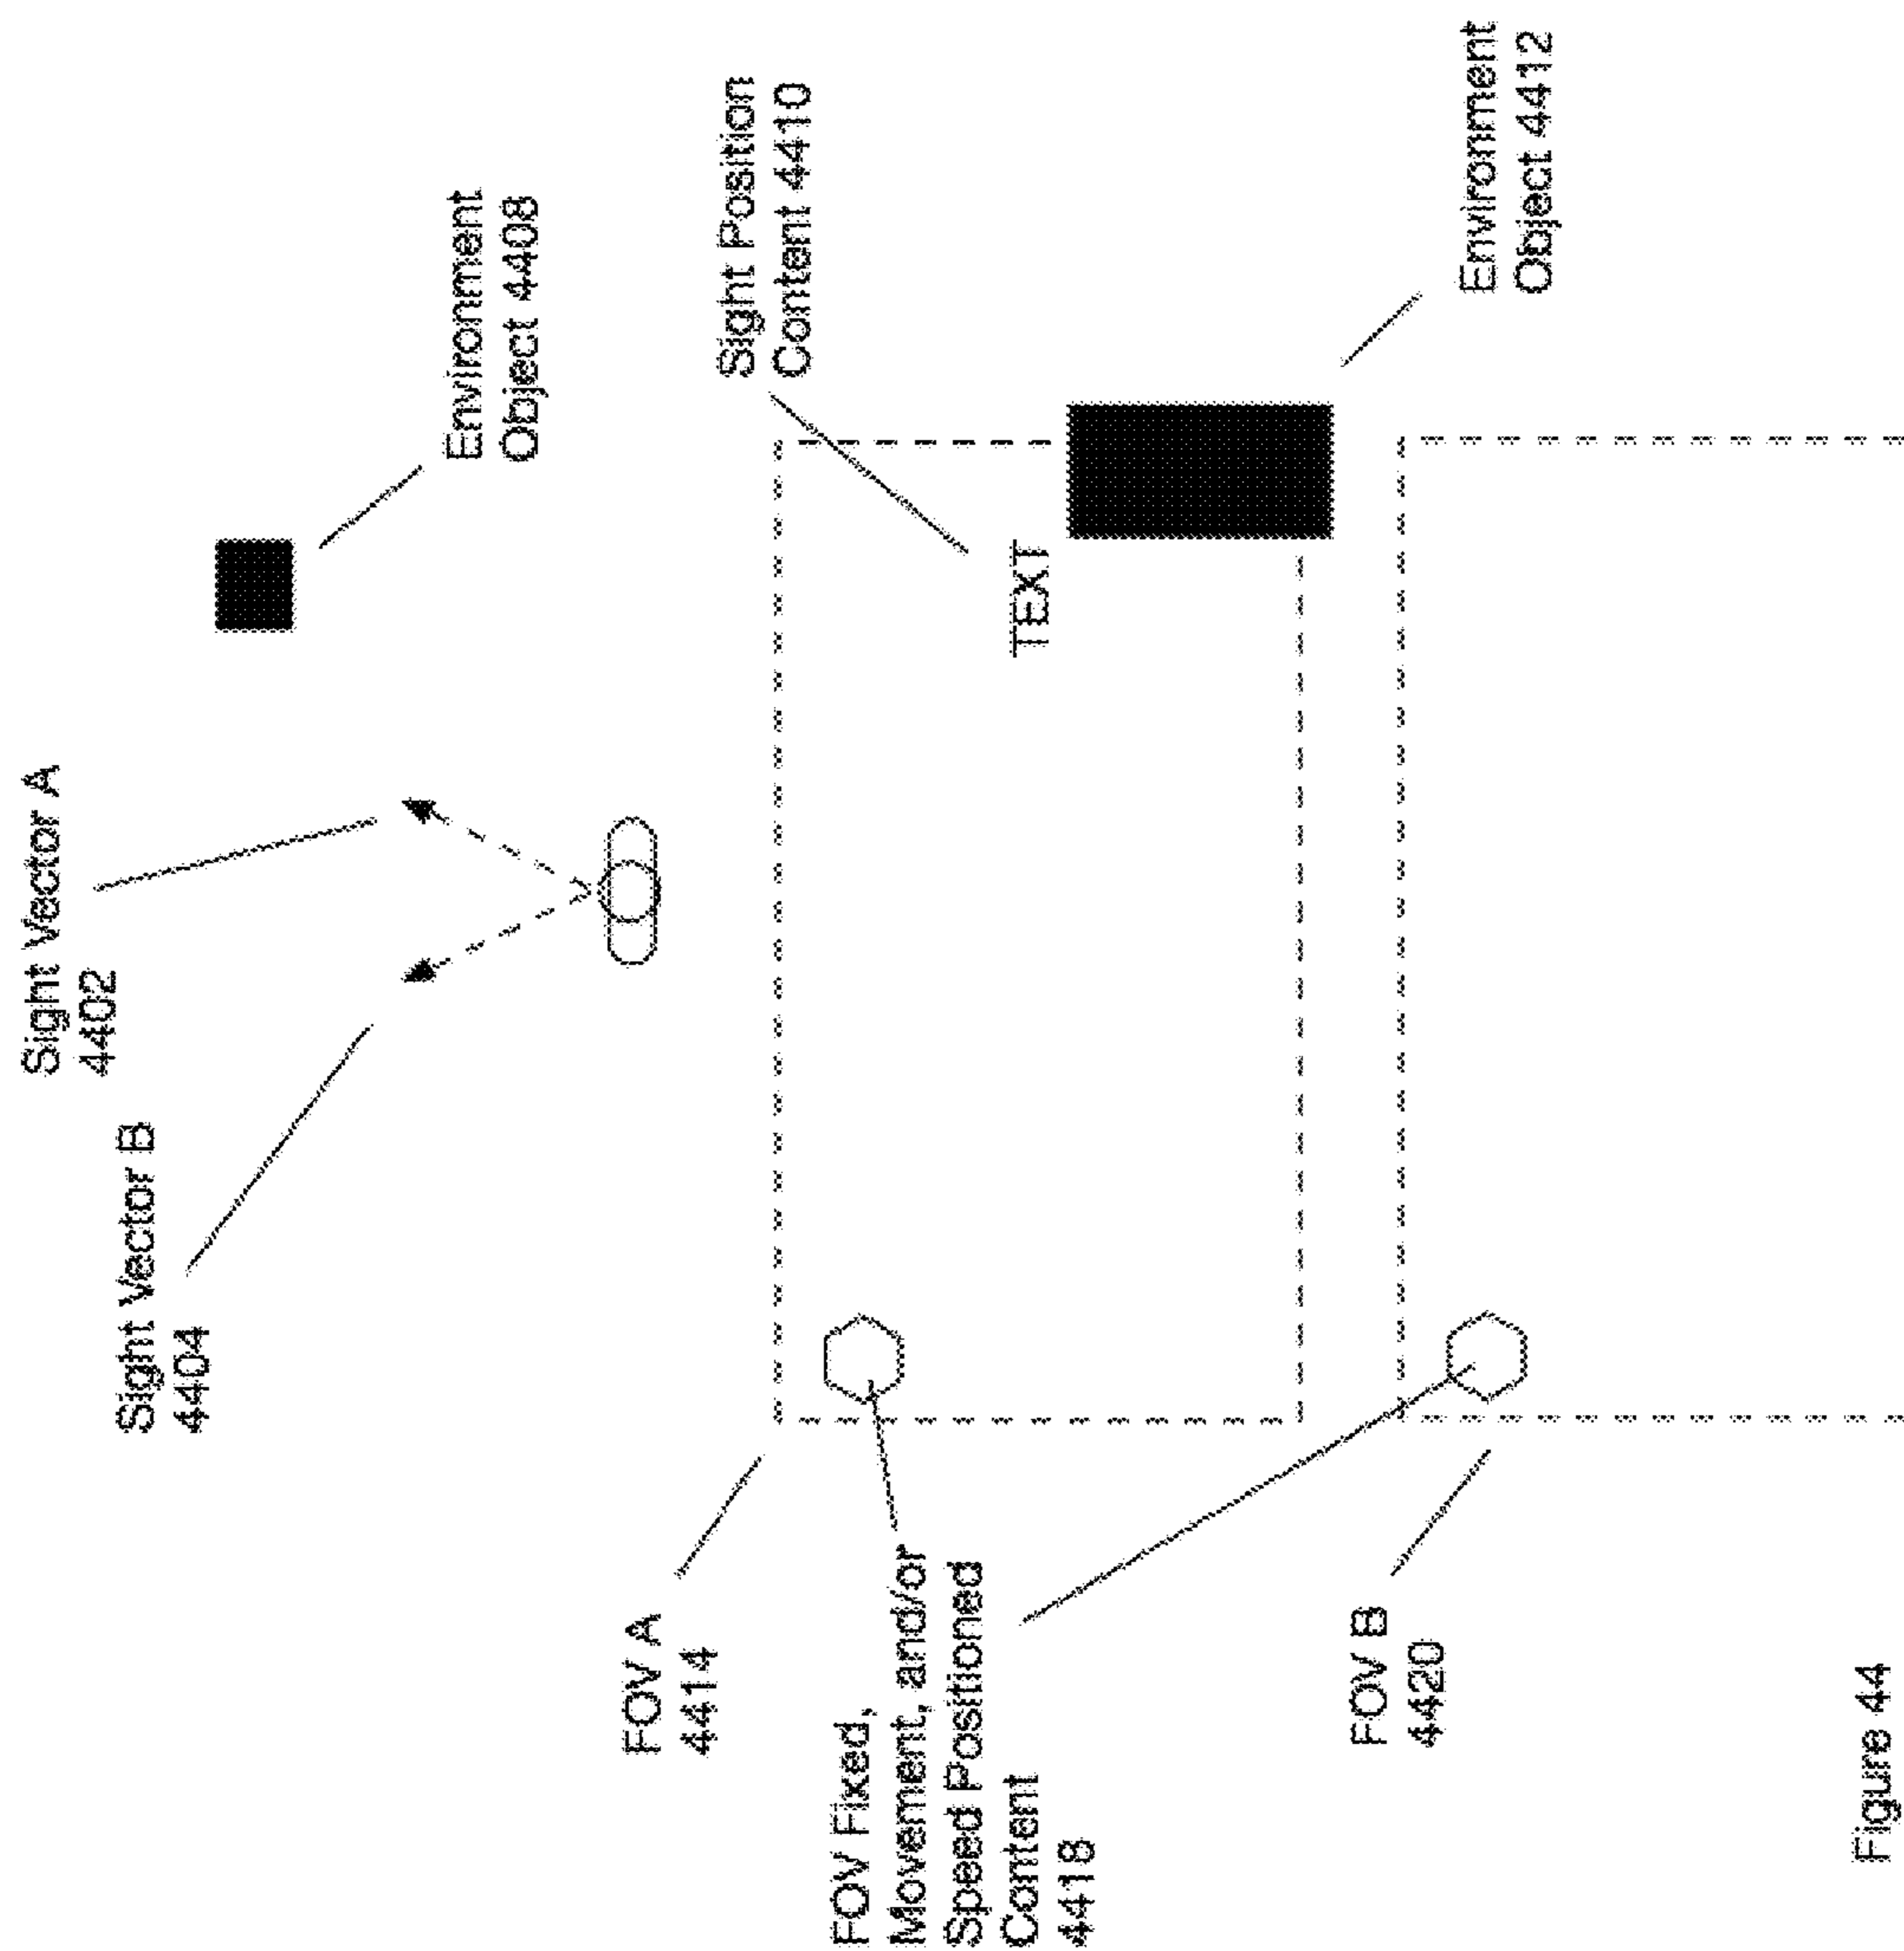 Sight Vector A
4402
Sight Vector B
4404
Environment
Object 4408
FOV A
4414
Sight Position
Content 4410
FOV Fixed,
Movement, and/or
Speed Positioned
Content
4418
TEXT
Environment
Object 4412
FOV B
4420
Figure 44